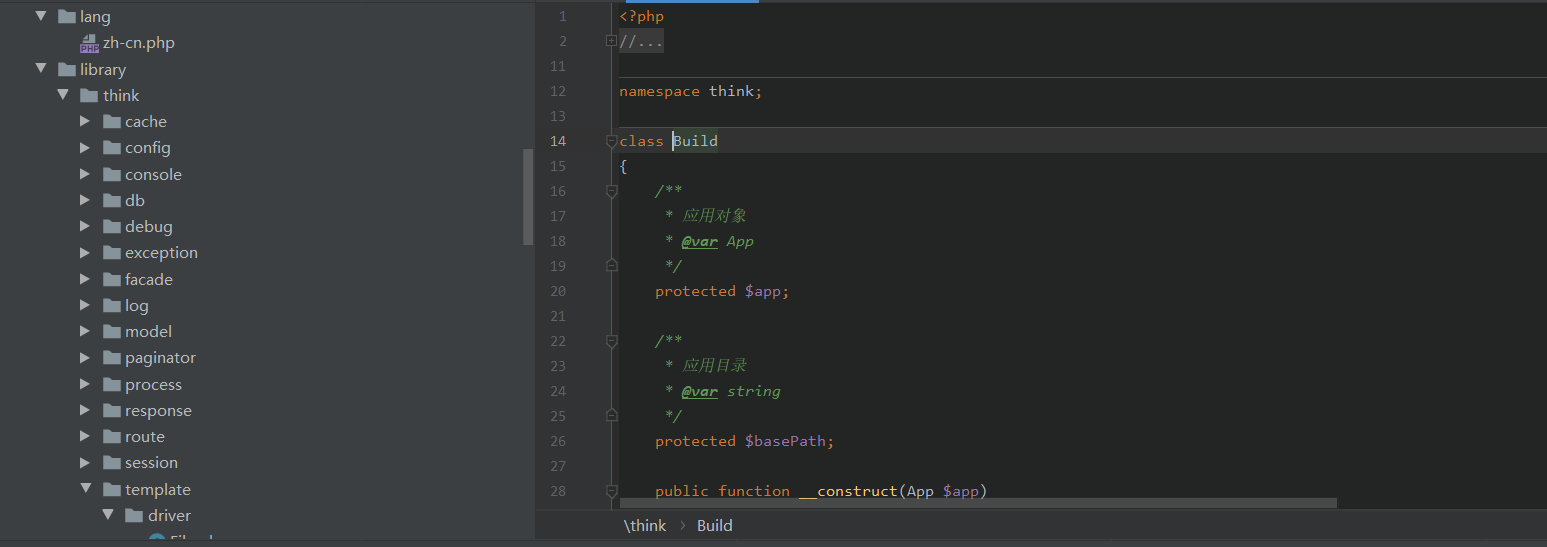 lang
zh-cn.php
library
think
cache
config
console
db
debug
exception
facade
log
model
paginator
process
response
route
session
template
driver
1 <?php
2 //...
11
12 namespace think;
13
14 class Build
15 {
16 /**
17 * 应用对象
18 * @var App
19 */
20 protected $app;
21
22 /**
23 * 应用目录
24 * @var string
25 */
26 protected $basePath;
27
28 public function __construct(App $app)
\think › Build